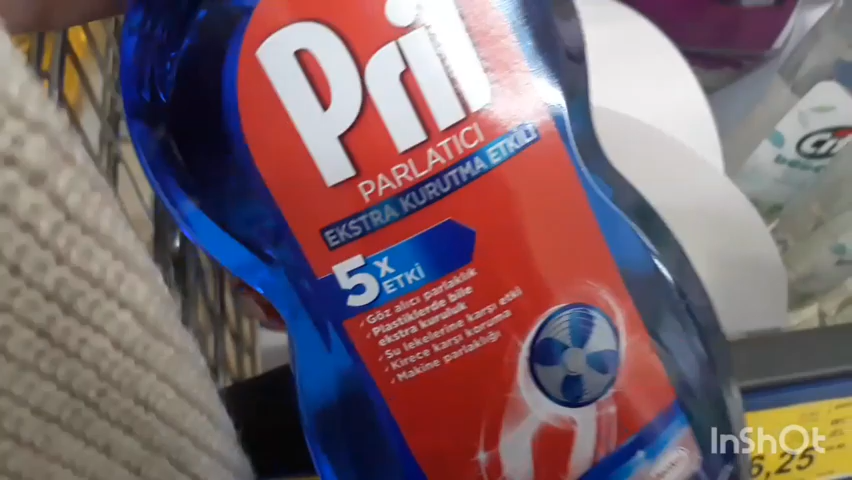 Pril
PARLATICI
EKSTRA KURUTMA ETKİLİ
5x
ETKİ
✓ Göz alıcı parlaklık
✓ Plastiklerde bile
ekstra kuruluk
✓ Su lekelerine karşı etki
✓ Kirece karşı koruma
✓ Makine parlaklığı
6,25
InShOt